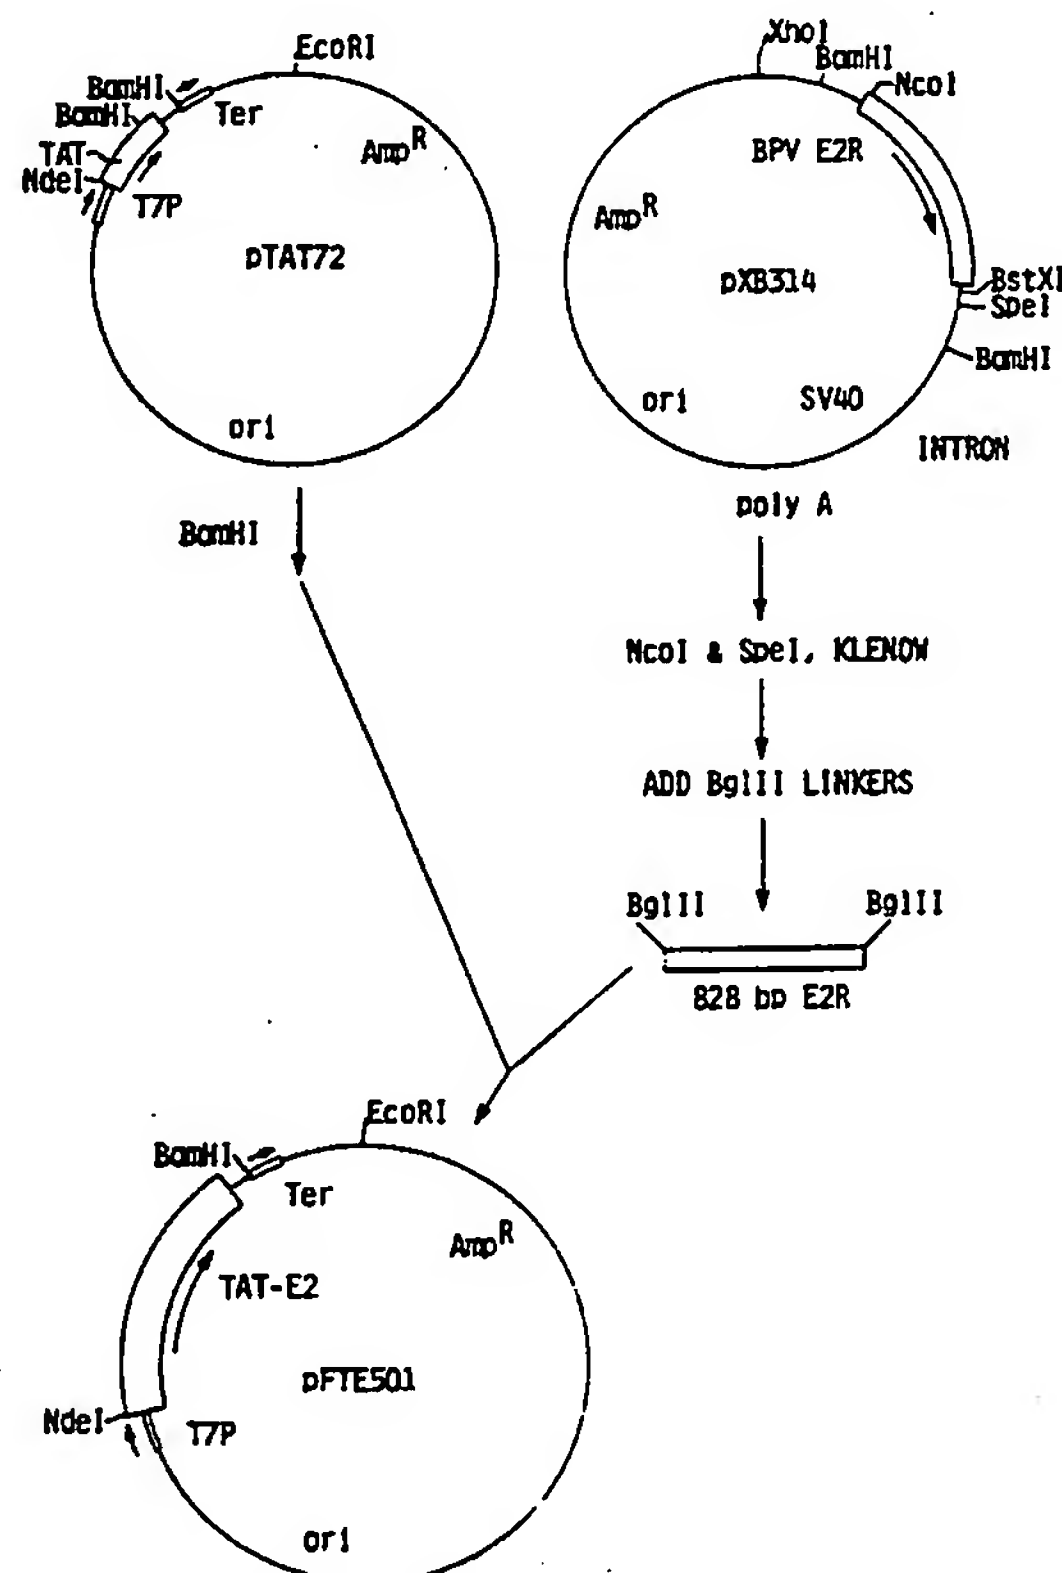 EcoRI
BamHI
BamHI
Ter
TAT
NdeI
T7P
AmpR
pTAT72
ori
XhoI
BamHI
NcoI
BPV E2R
AmpR
pXB314
BstXI
SpeI
BamHI
ori
SV40
INTRON
poly A
BamHI
NcoI & SpeI, KLENOW
ADD BglII LINKERS
BglII
BglII
828 bp E2R
EcoRI
BamHI
Ter
AmpR
TAT-E2
pFTE501
NdeI
T7P
ori